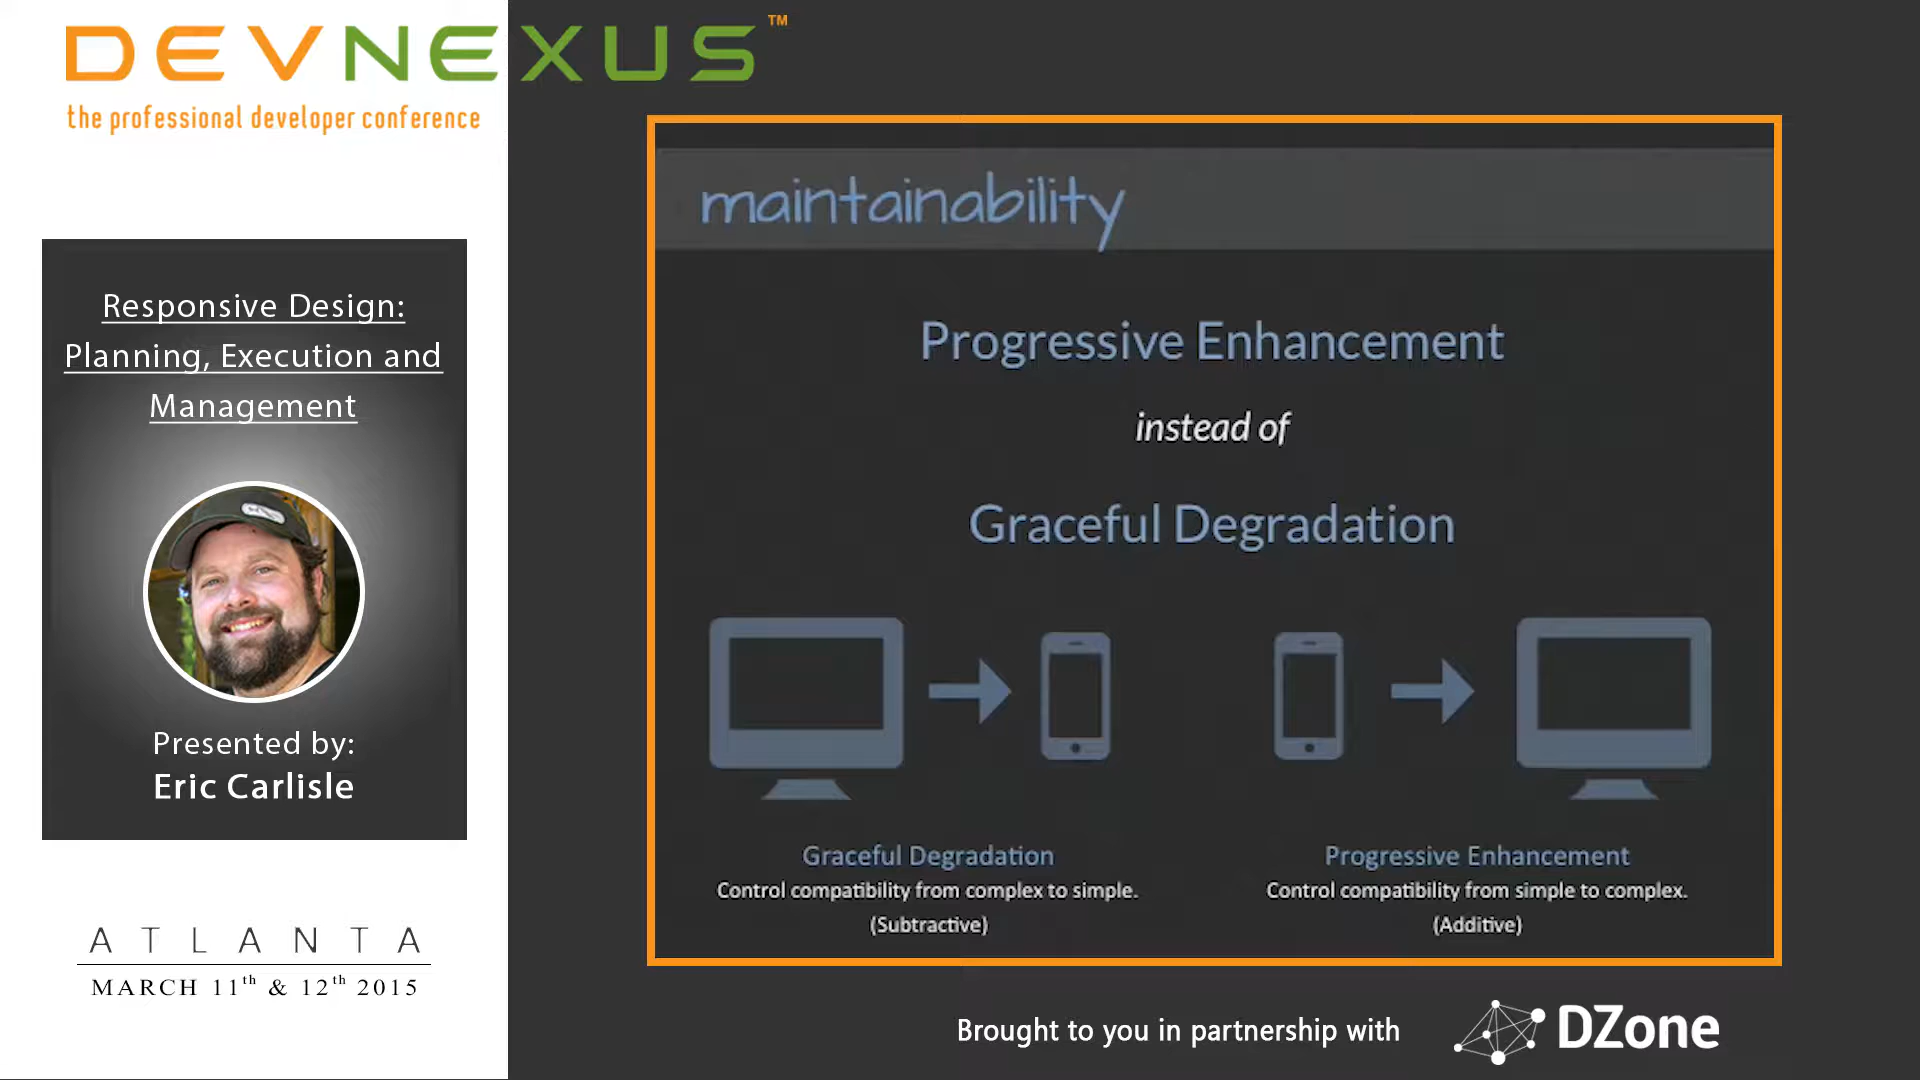 DEVNEXUS™
the professional developer conference
Responsive Design:
Planning, Execution and
Management
Presented by:
Eric Carlisle
ATLANTA
MARCH 11th & 12th 2015
maintainability
Progressive Enhancement
instead of
Graceful Degradation
Graceful Degradation
Control compatibility from complex to simple.
(Subtractive)
Progressive Enhancement
Control compatibility from simple to complex.
(Additive)
Brought to you in partnership with
DZone